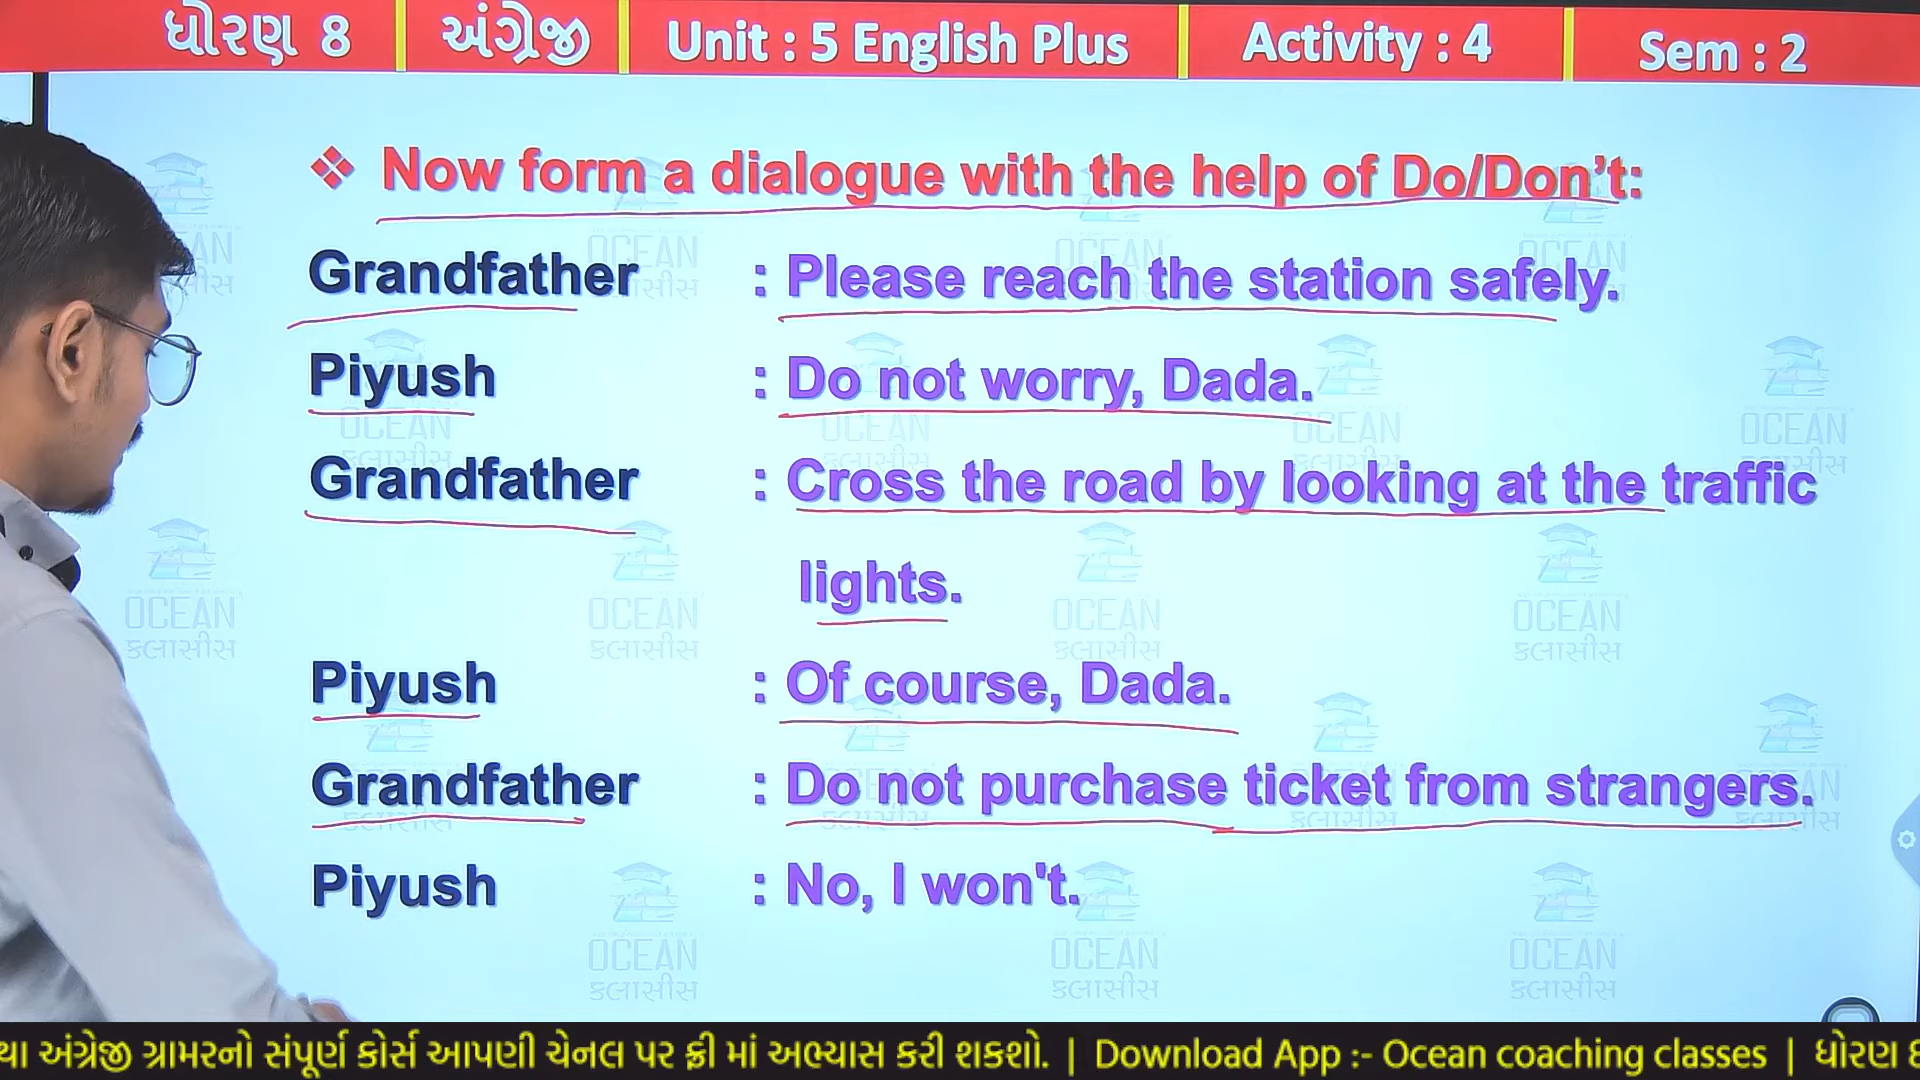 ધોરણ 8 અંગ્રેજી Unit : 5 English Plus Activity : 4 Sem : 2
❖ Now form a dialogue with the help of Do/Don’t:
Grandfather : Please reach the station safely.
Piyush : Do not worry, Dada.
Grandfather : Cross the road by looking at the traffic
lights.
Piyush : Of course, Dada.
Grandfather : Do not purchase ticket from strangers.
Piyush : No, I won't.
OCEAN
કલાસીસ
થા અંગ્રેજી ગ્રામરનો સંપૂર્ણ કોર્સ આપણી ચેનલ પર ફ્રી માં અભ્યાસ કરી શકશો. | Download App :- Ocean coaching classes | ધોરણ 8